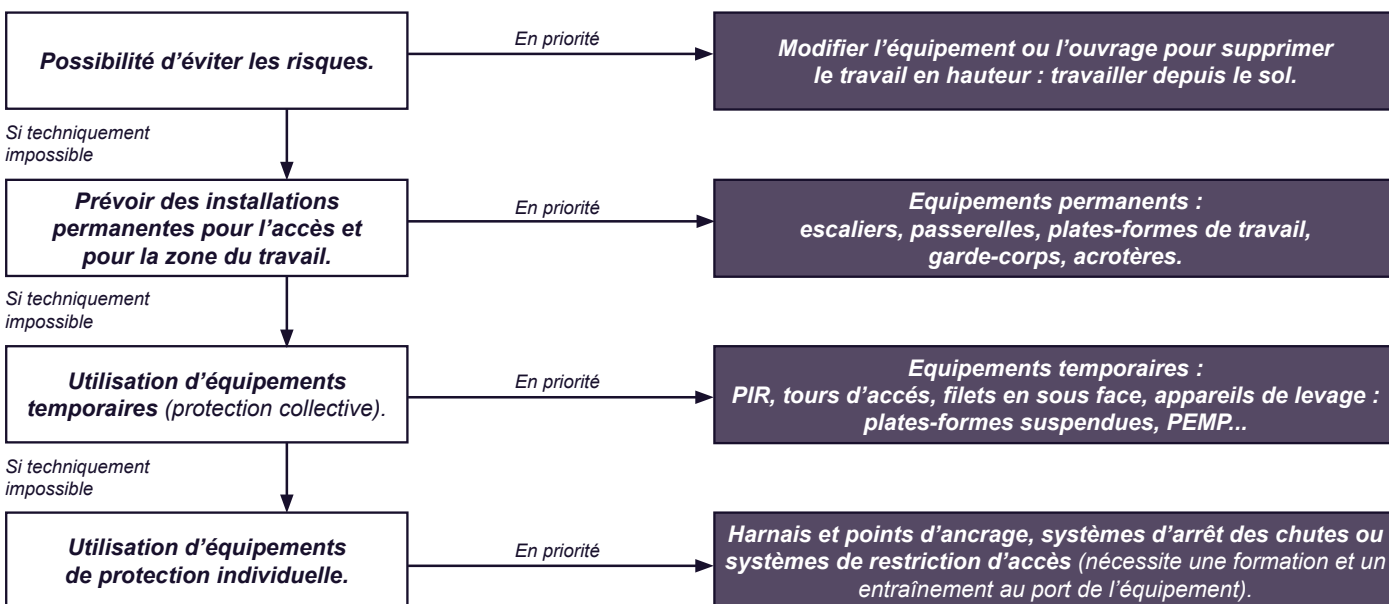 Possibilité d'éviter les risques.
En priorité
Modifier l'équipement ou l'ouvrage pour supprimer
le travail en hauteur : travailler depuis le sol.
Si techniquement
impossible
Prévoir des installations
permanentes pour l'accès et
pour la zone du travail.
En priorité
Equipements permanents :
escaliers, passerelles, plates-formes de travail,
garde-corps, acrotères.
Si techniquement
impossible
Utilisation d'équipements
temporaires (protection collective).
En priorité
Equipements temporaires :
PIR, tours d'accés, filets en sous face, appareils de levage :
plates-formes suspendues, PEMP...
Si techniquement
impossible
Utilisation d'équipements
de protection individuelle.
En priorité
Harnais et points d'ancrage, systèmes d'arrêt des chutes ou
systèmes de restriction d'accès (nécessite une formation et un
entraînement au port de l'équipement).